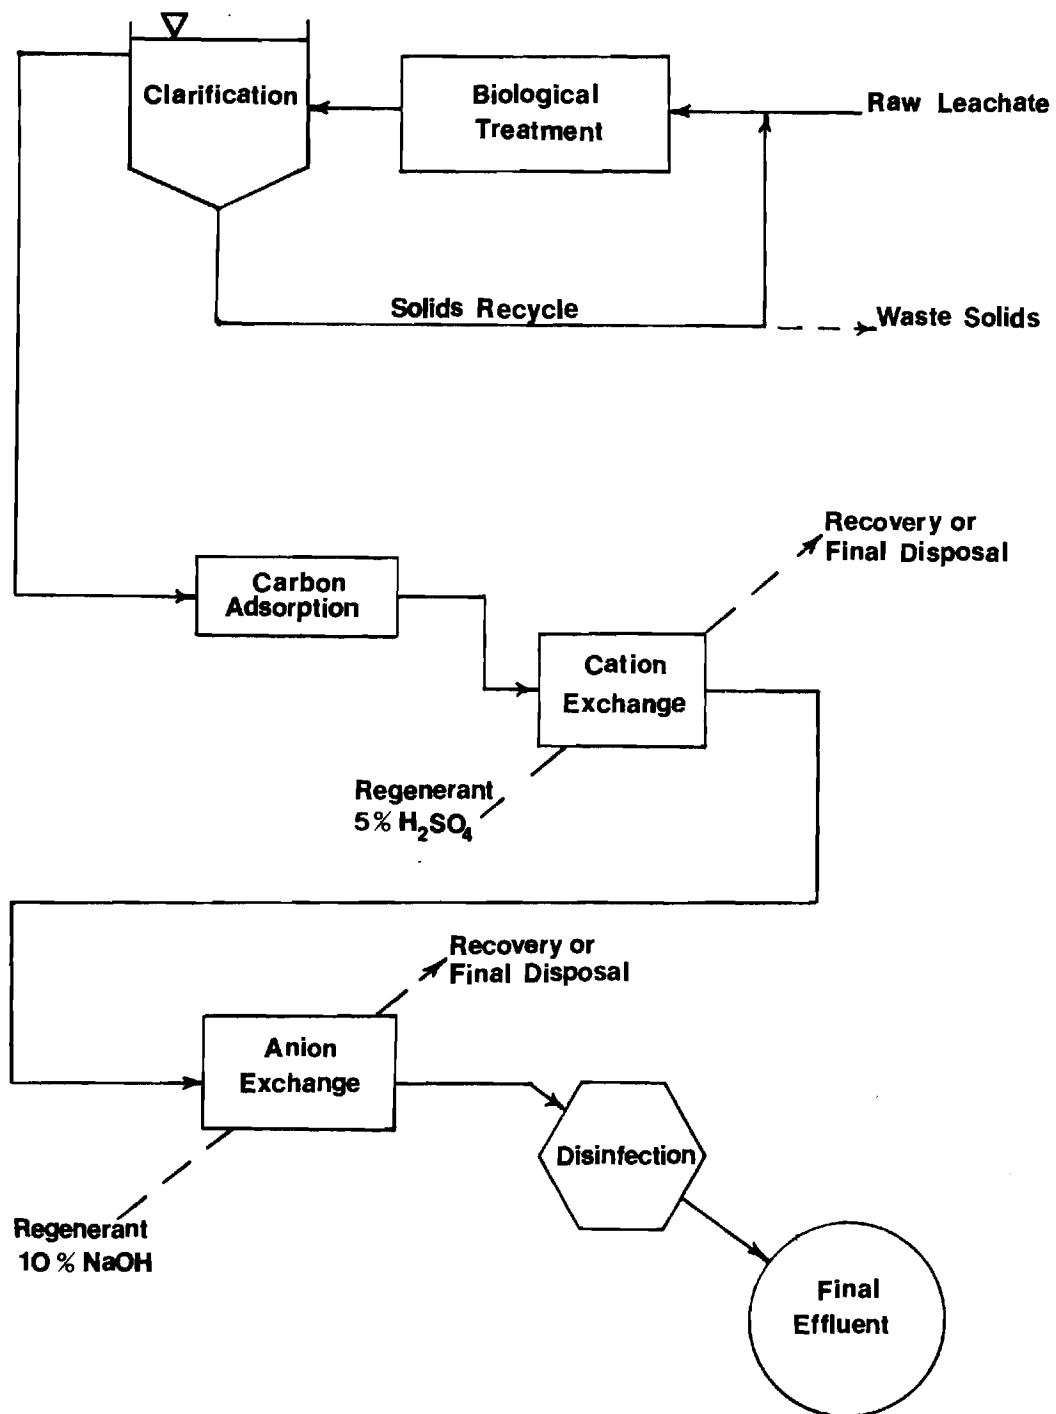 Clarification
Biological
Treatment
Raw Leachate
Solids Recycle
Waste Solids
Recovery or
Final Disposal
Carbon
Adsorption
Cation
Exchange
Regenerant
5% H₂SO₄
Recovery or
Final Disposal
Anion
Exchange
Disinfection
Regenerant
10% NaOH
Final
Effluent